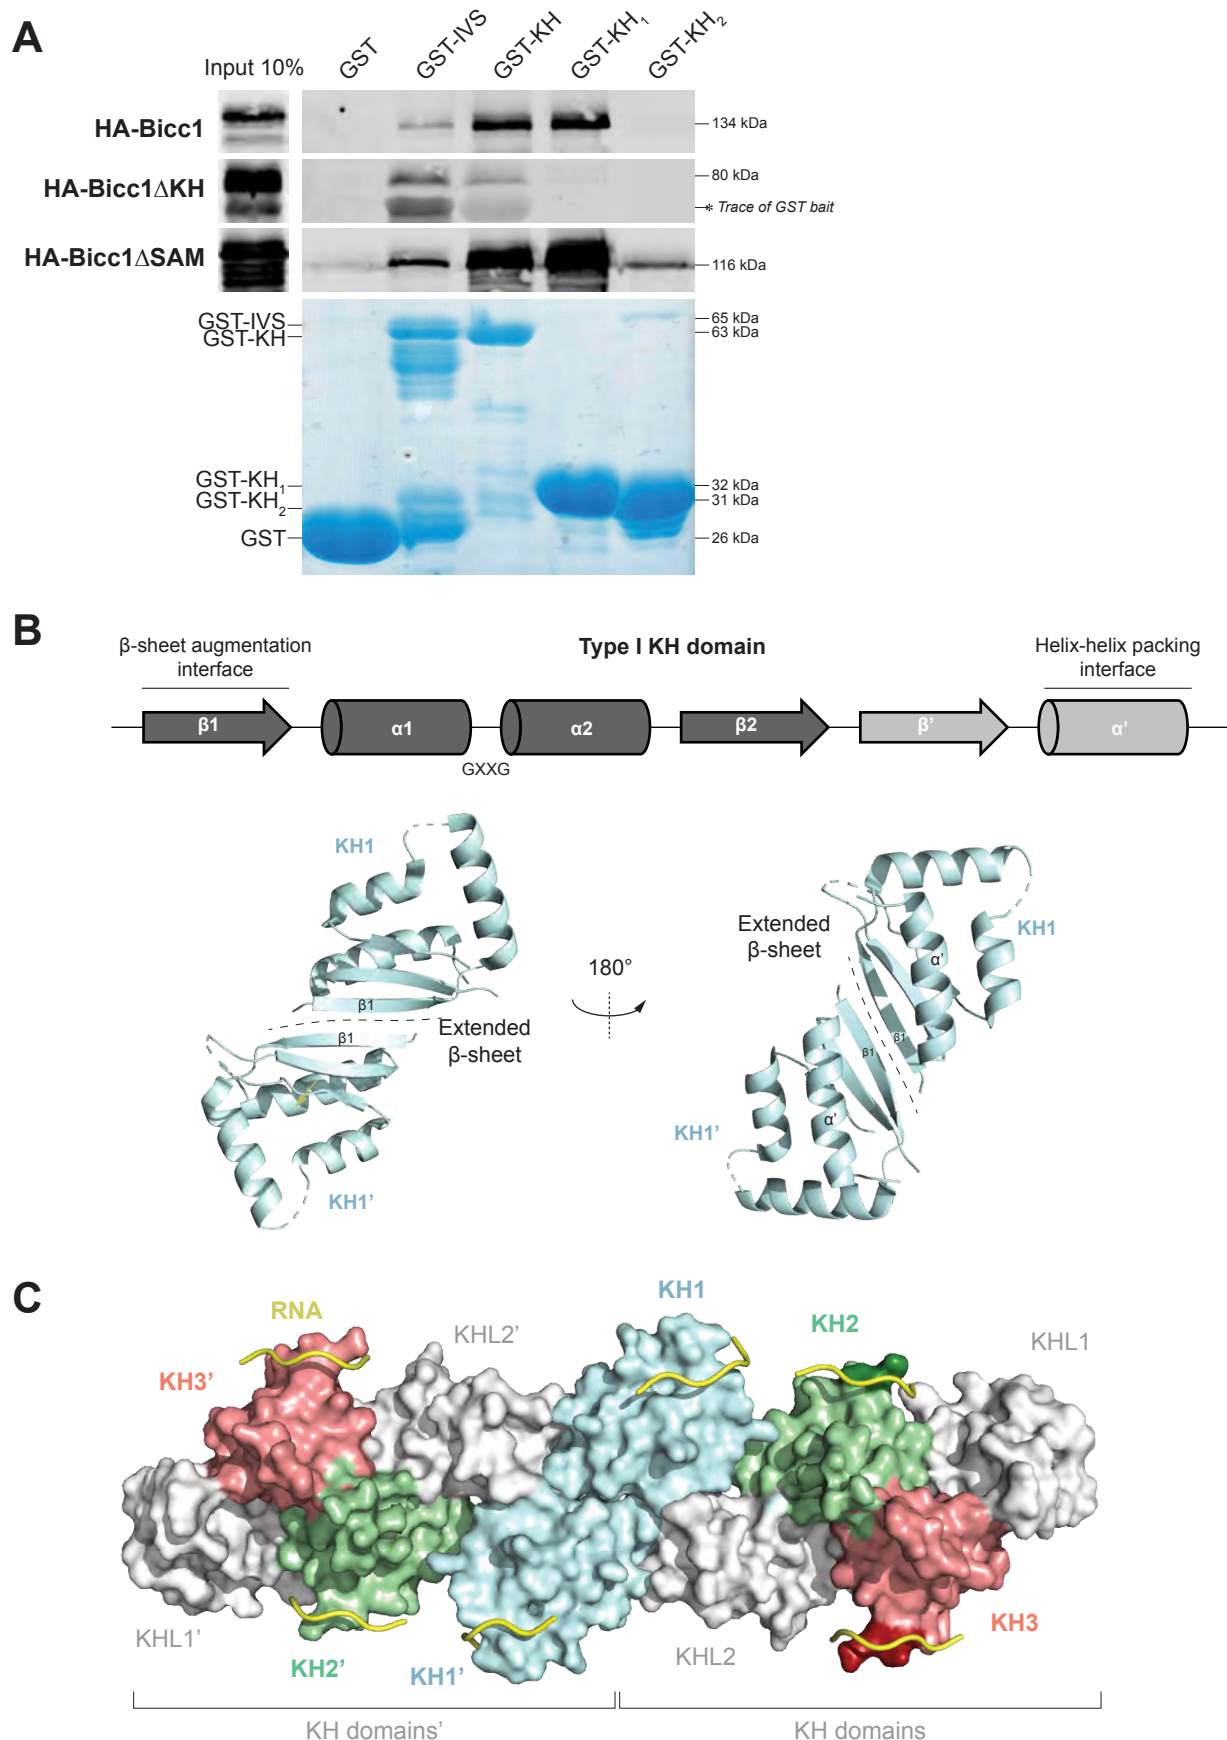 A
Input 10%
GST
GST-IVS
GST-KH
GST-KH1
GST-KH2
HA-Bicc1
134 kDa
HA-Bicc1ΔKH
80 kDa
* Trace of GST bait
HA-Bicc1ΔSAM
116 kDa
GST-IVS
65 kDa
GST-KH
63 kDa
GST-KH1
32 kDa
GST-KH2
31 kDa
GST
26 kDa
B
β-sheet augmentation
interface
Type I KH domain
Helix-helix packing
interface
β1
α1
α2
β2
β'
α'
GXXG
KH1
β1
β1
Extended
β-sheet
KH1'
180°
Extended
β-sheet
KH1
α'
β1
β1
α'
KH1'
C
RNA
KHL2'
KH1
KH2
KHL1
KH3'
KHL1'
KH2'
KH1'
KHL2
KH3
KH domains'
KH domains